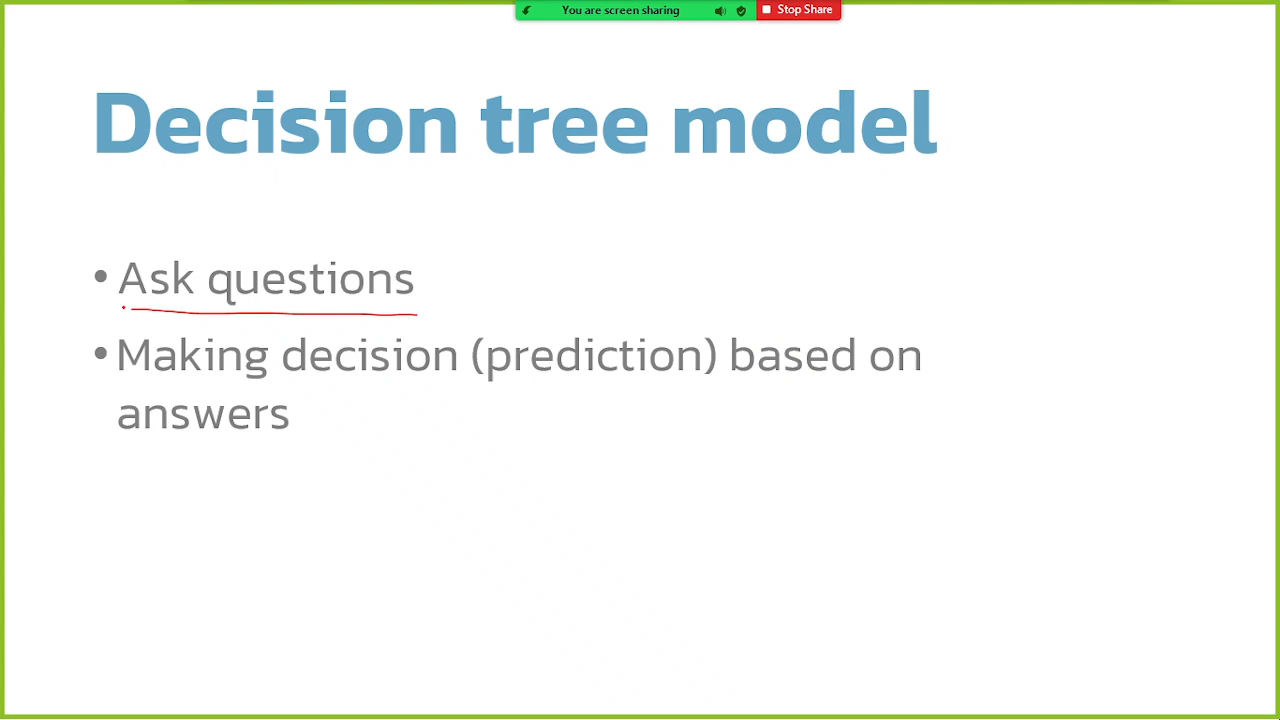 You are screen sharing Stop Share
Decision tree model
• Ask questions
• Making decision (prediction) based on
answers